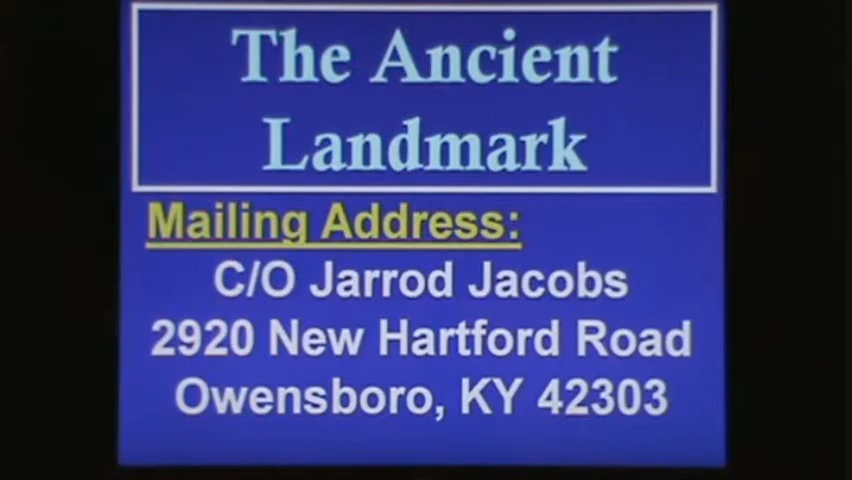 The Ancient
Landmark
Mailing Address:
C/O Jarrod Jacobs
2920 New Hartford Road
Owensboro, KY 42303